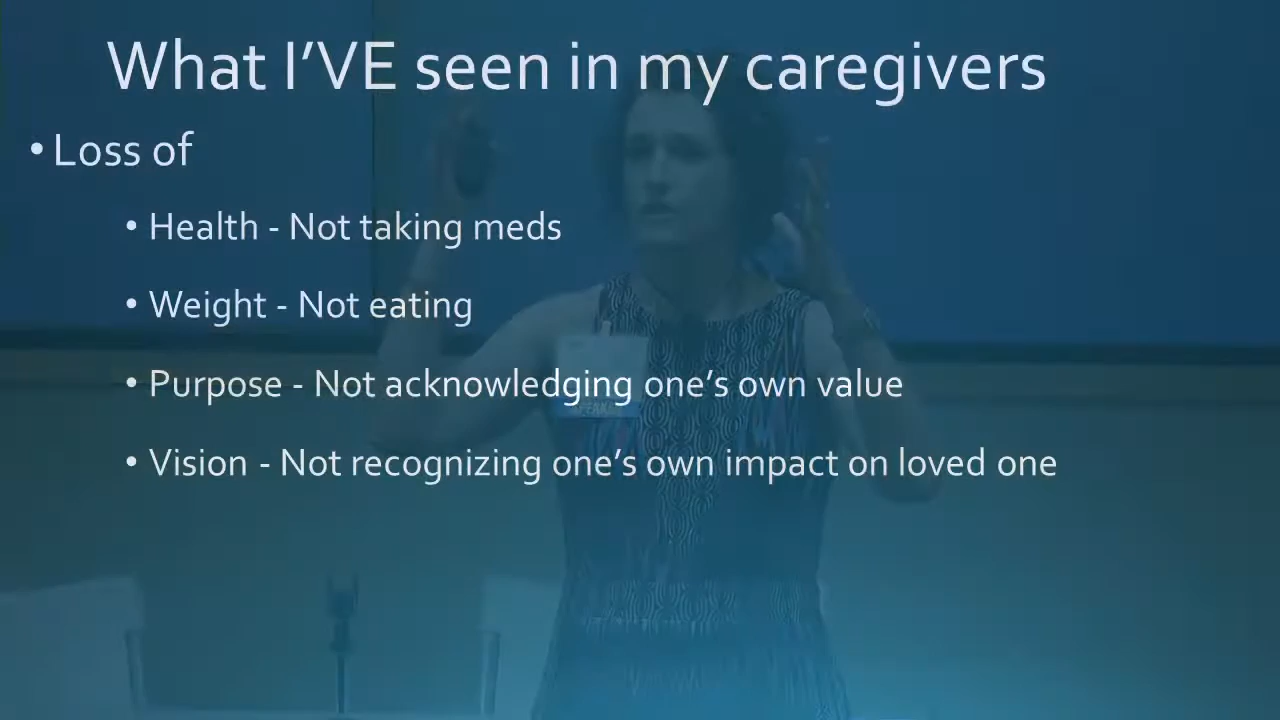 What I’VE seen in my caregivers
• Loss of
• Health - Not taking meds
• Weight - Not eating
• Purpose - Not acknowledging one’s own value
SPEAKER
• Vision - Not recognizing one’s own impact on loved one